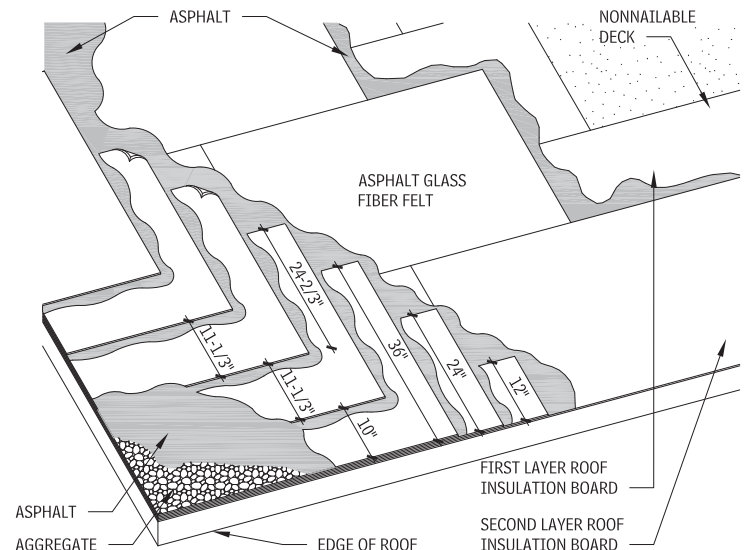 ASPHALT
NONNAILABLE
DECK
ASPHALT GLASS
FIBER FELT
24-2/3"
11-1/3"
36"
24"
11-1/3"
12"
10"
FIRST LAYER ROOF
INSULATION BOARD
ASPHALT
SECOND LAYER ROOF
AGGREGATE
EDGE OF ROOF
INSULATION BOARD